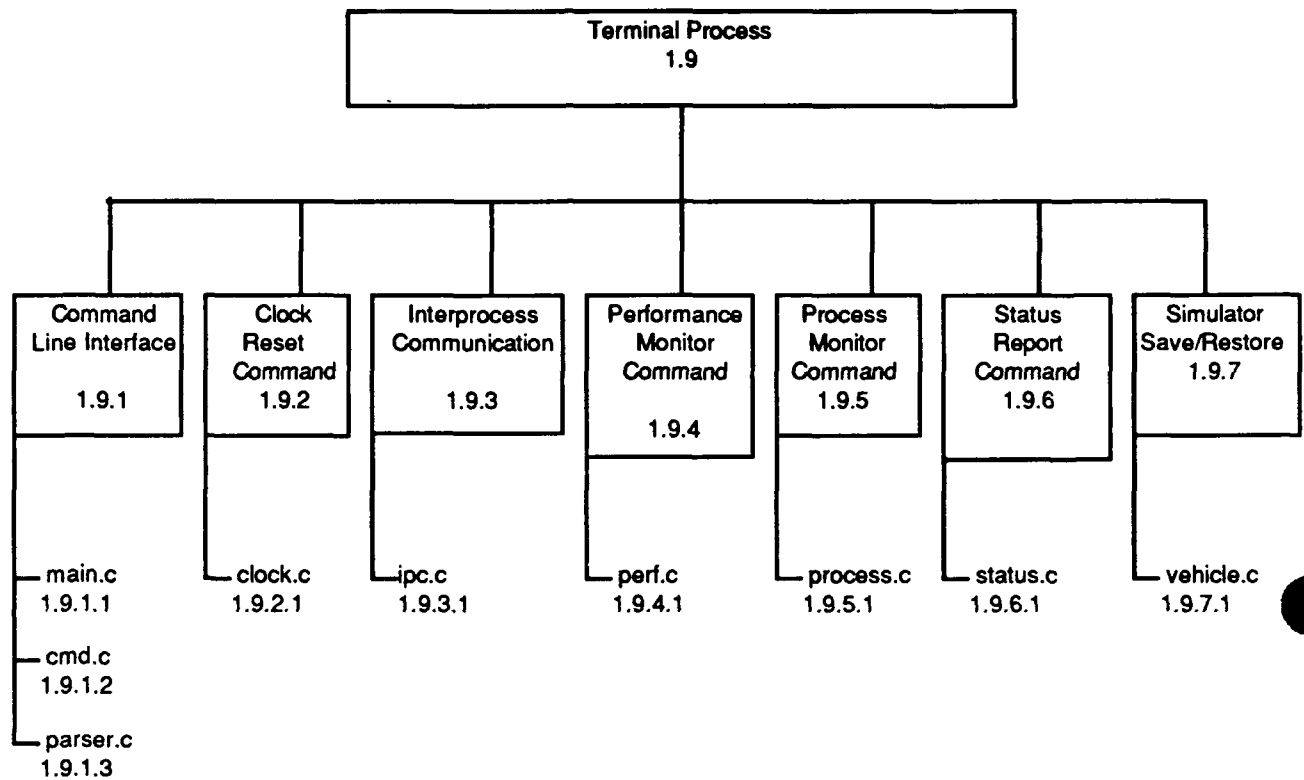 Terminal Process
1.9
Command
Line Interface
1.9.1
Clock
Reset
Command
1.9.2
Interprocess
Communication
1.9.3
Performance
Monitor
Command
1.9.4
Process
Monitor
Command
1.9.5
Status
Report
Command
1.9.6
Simulator
Save/Restore
1.9.7
main.c
1.9.1.1
cmd.c
1.9.1.2
parser.c
1.9.1.3
clock.c
1.9.2.1
ipc.c
1.9.3.1
perf.c
1.9.4.1
process.c
1.9.5.1
status.c
1.9.6.1
vehicle.c
1.9.7.1